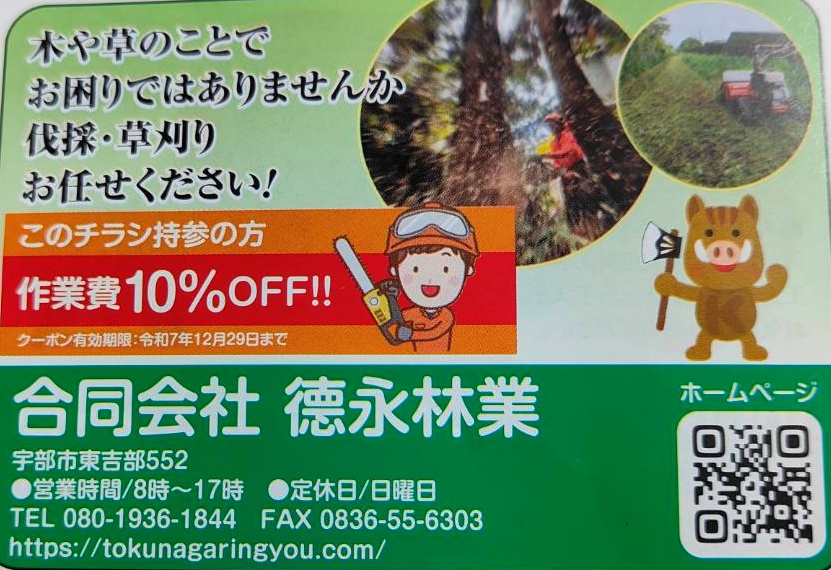 木や草のことで
お困りではありませんか
伐採・草刈り
お任せください!
このチラシ持参の方
作業費10%OFF!!
クーポン有効期限:令和7年12月29日まで
合同会社 德永林業
宇部市東吉部552
●営業時間/8時〜17時 ●定休日/日曜日
TEL 080-1936-1844 FAX 0836-55-6303
https://tokunagaringyou.com/
ホームページ